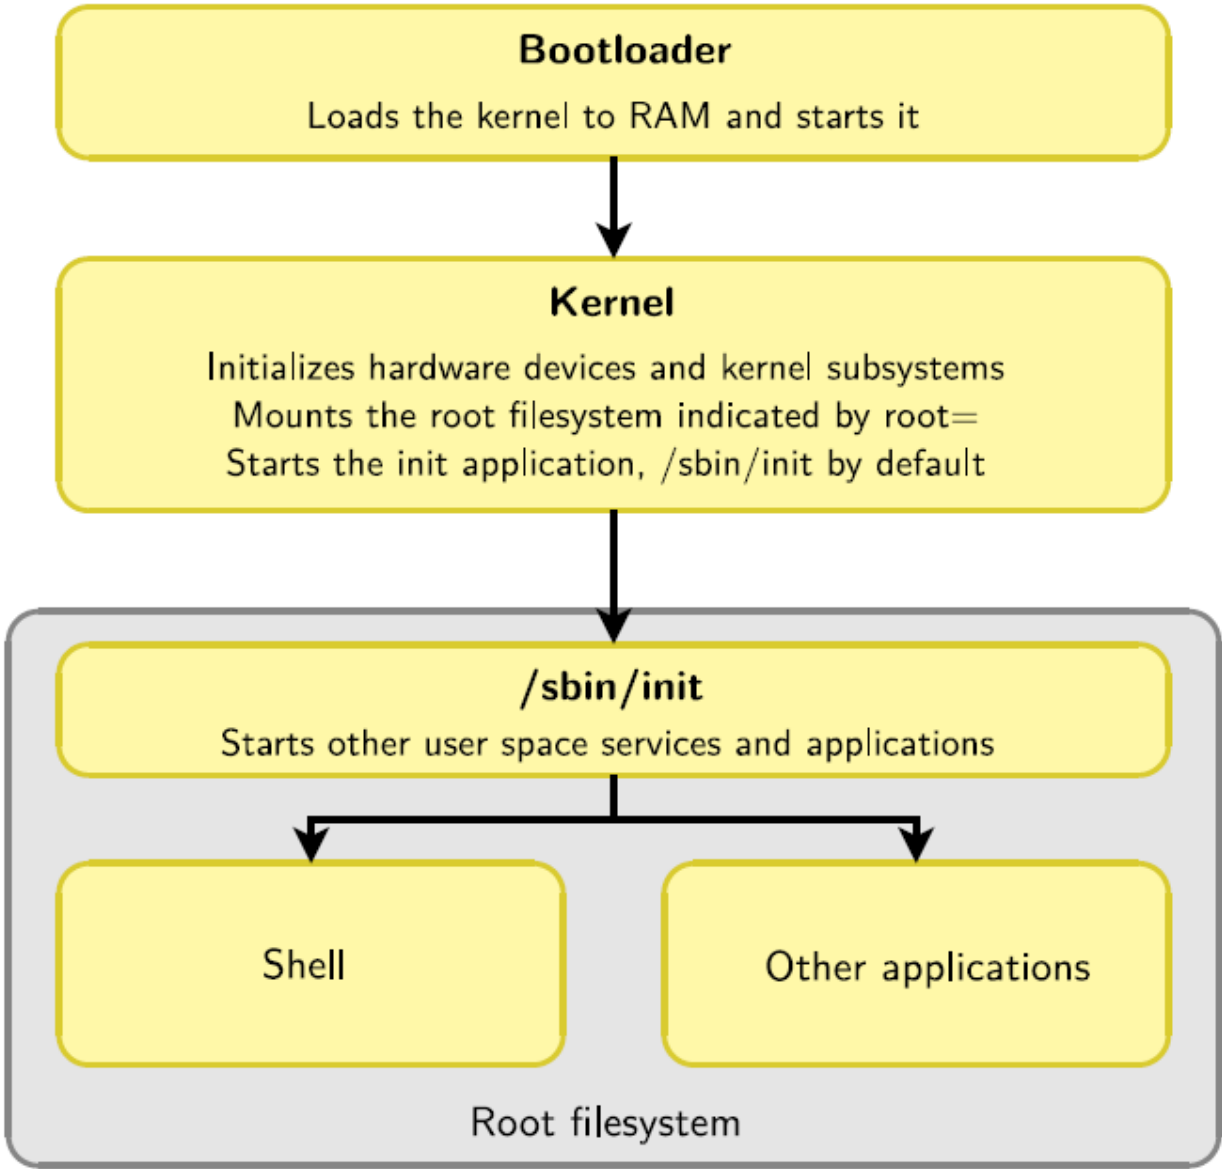 Bootloader
Loads the kernel to RAM and starts it
Kernel
Initializes hardware devices and kernel subsystems
Mounts the root filesystem indicated by root=
Starts the init application, /sbin/init by default
/sbin/init
Starts other user space services and applications
Shell
Other applications
Root filesystem